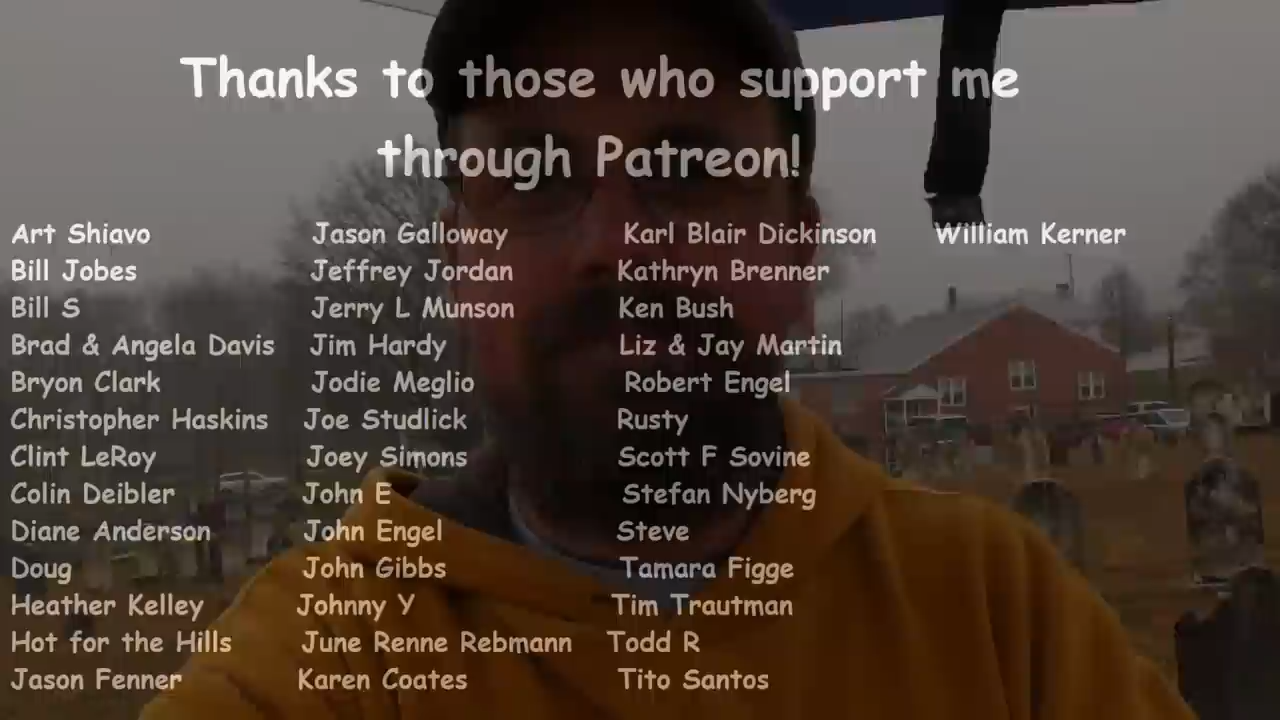 Thanks to those who support me
through Patreon!
Art Shiavo
Bill Jobes
Bill S
Brad & Angela Davis
Bryon Clark
Christopher Haskins
Clint LeRoy
Colin Deibler
Diane Anderson
Doug
Heather Kelley
Hot for the Hills
Jason Fenner
Jason Galloway
Jeffrey Jordan
Jerry L Munson
Jim Hardy
Jodie Meglio
Joe Studlick
Joey Simons
John E
John Engel
John Gibbs
Johnny Y
June Renne Rebmann
Karen Coates
Karl Blair Dickinson
Kathryn Brenner
Ken Bush
Liz & Jay Martin
Robert Engel
Rusty
Scott F Sovine
Stefan Nyberg
Steve
Tamara Figge
Tim Trautman
Todd R
Tito Santos
William Kerner